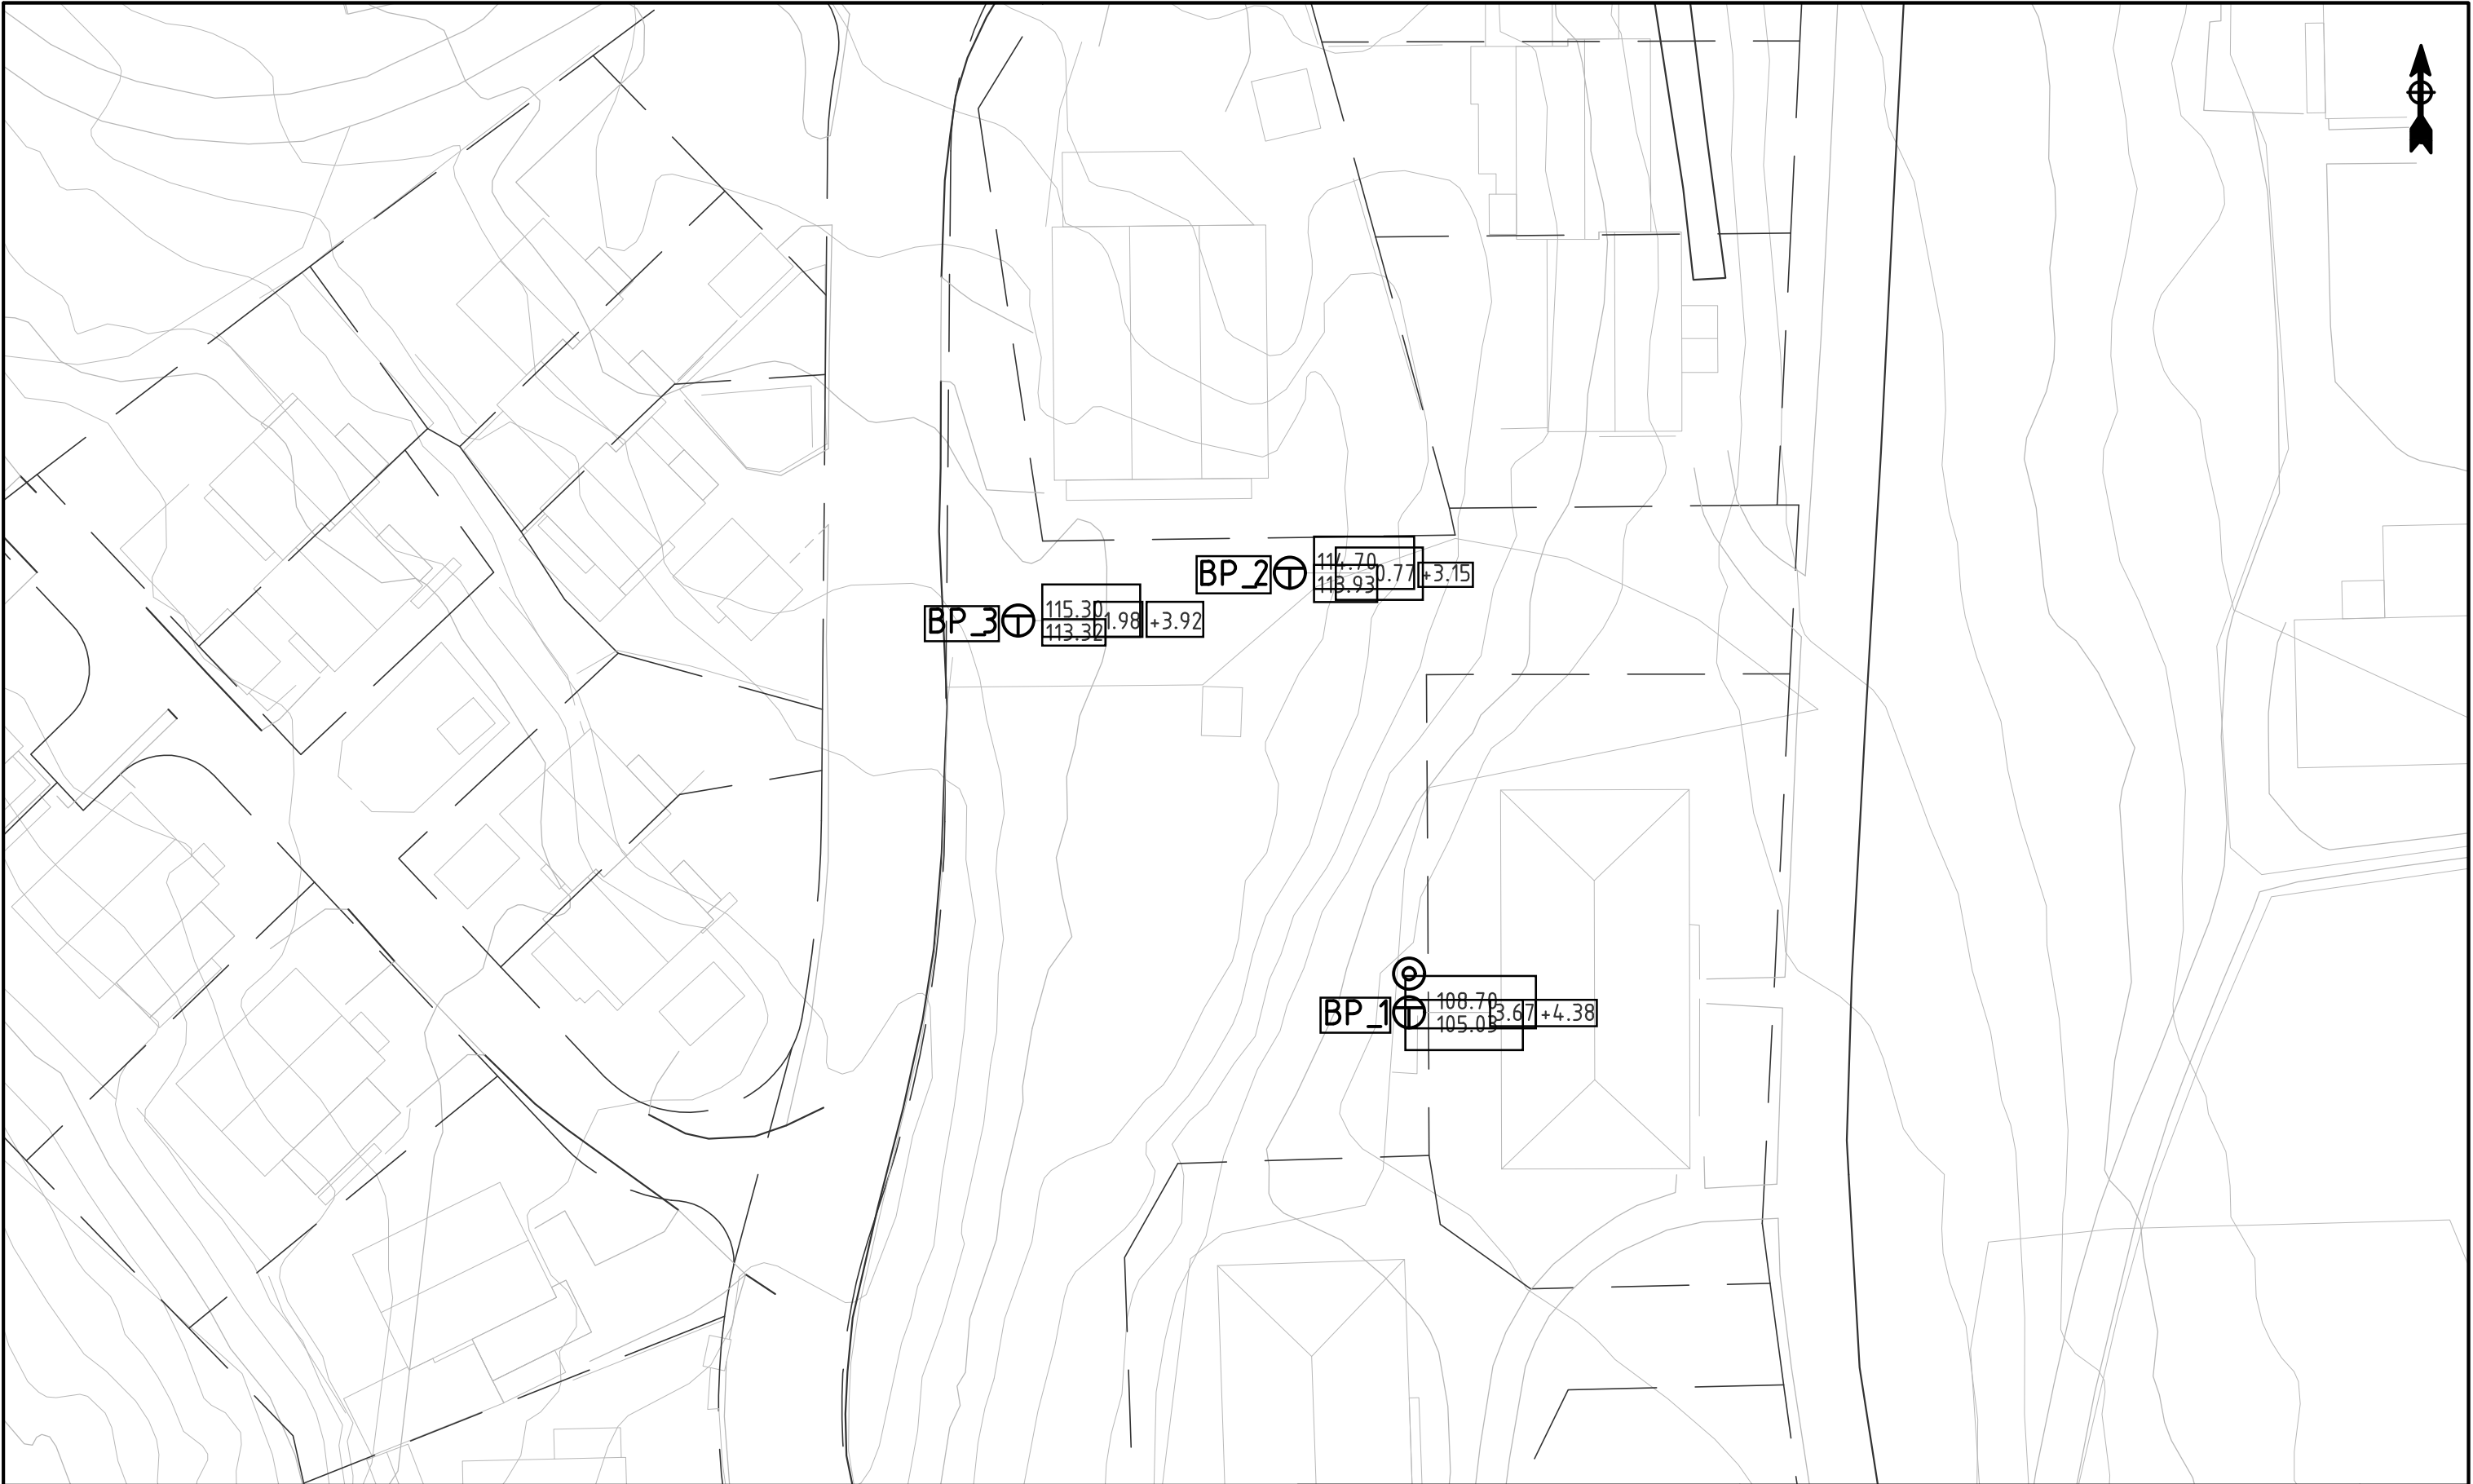 BP_2 114.70 0.77 +3.15
113.93
BP_3 115.30 1.98 +3.92
113.32
BP_1 108.70 3.67 +4.38
105.03